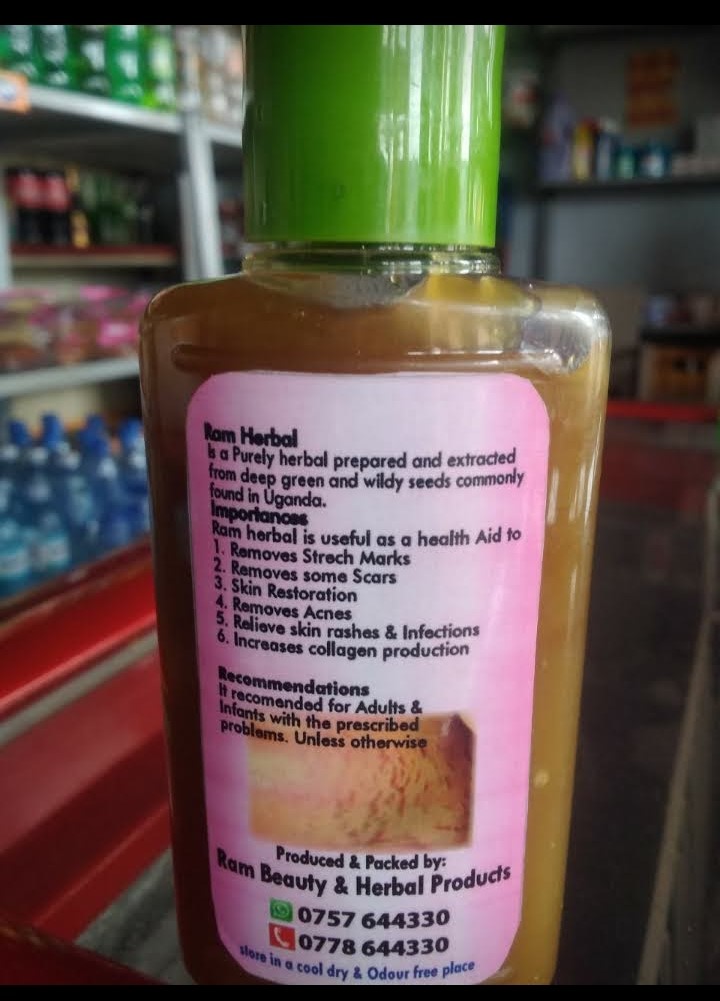 Ram Herbal
Is a Purely herbal prepared and extracted
from deep green and wildy seeds commonly
found in Uganda.
Importances
Ram herbal is useful as a health Aid to
1. Removes Strech Marks
2. Removes some Scars
3. Skin Restoration
4. Removes Acnes
5. Relieve skin rashes & Infections
6. Increases collagen production
Recommendations
It recomended for Adults &
Infants with the prescribed
problems. Unless otherwise
Produced & Packed by:
Ram Beauty & Herbal Products
0757 644330
0778 644330
store in a cool dry & Odour free place